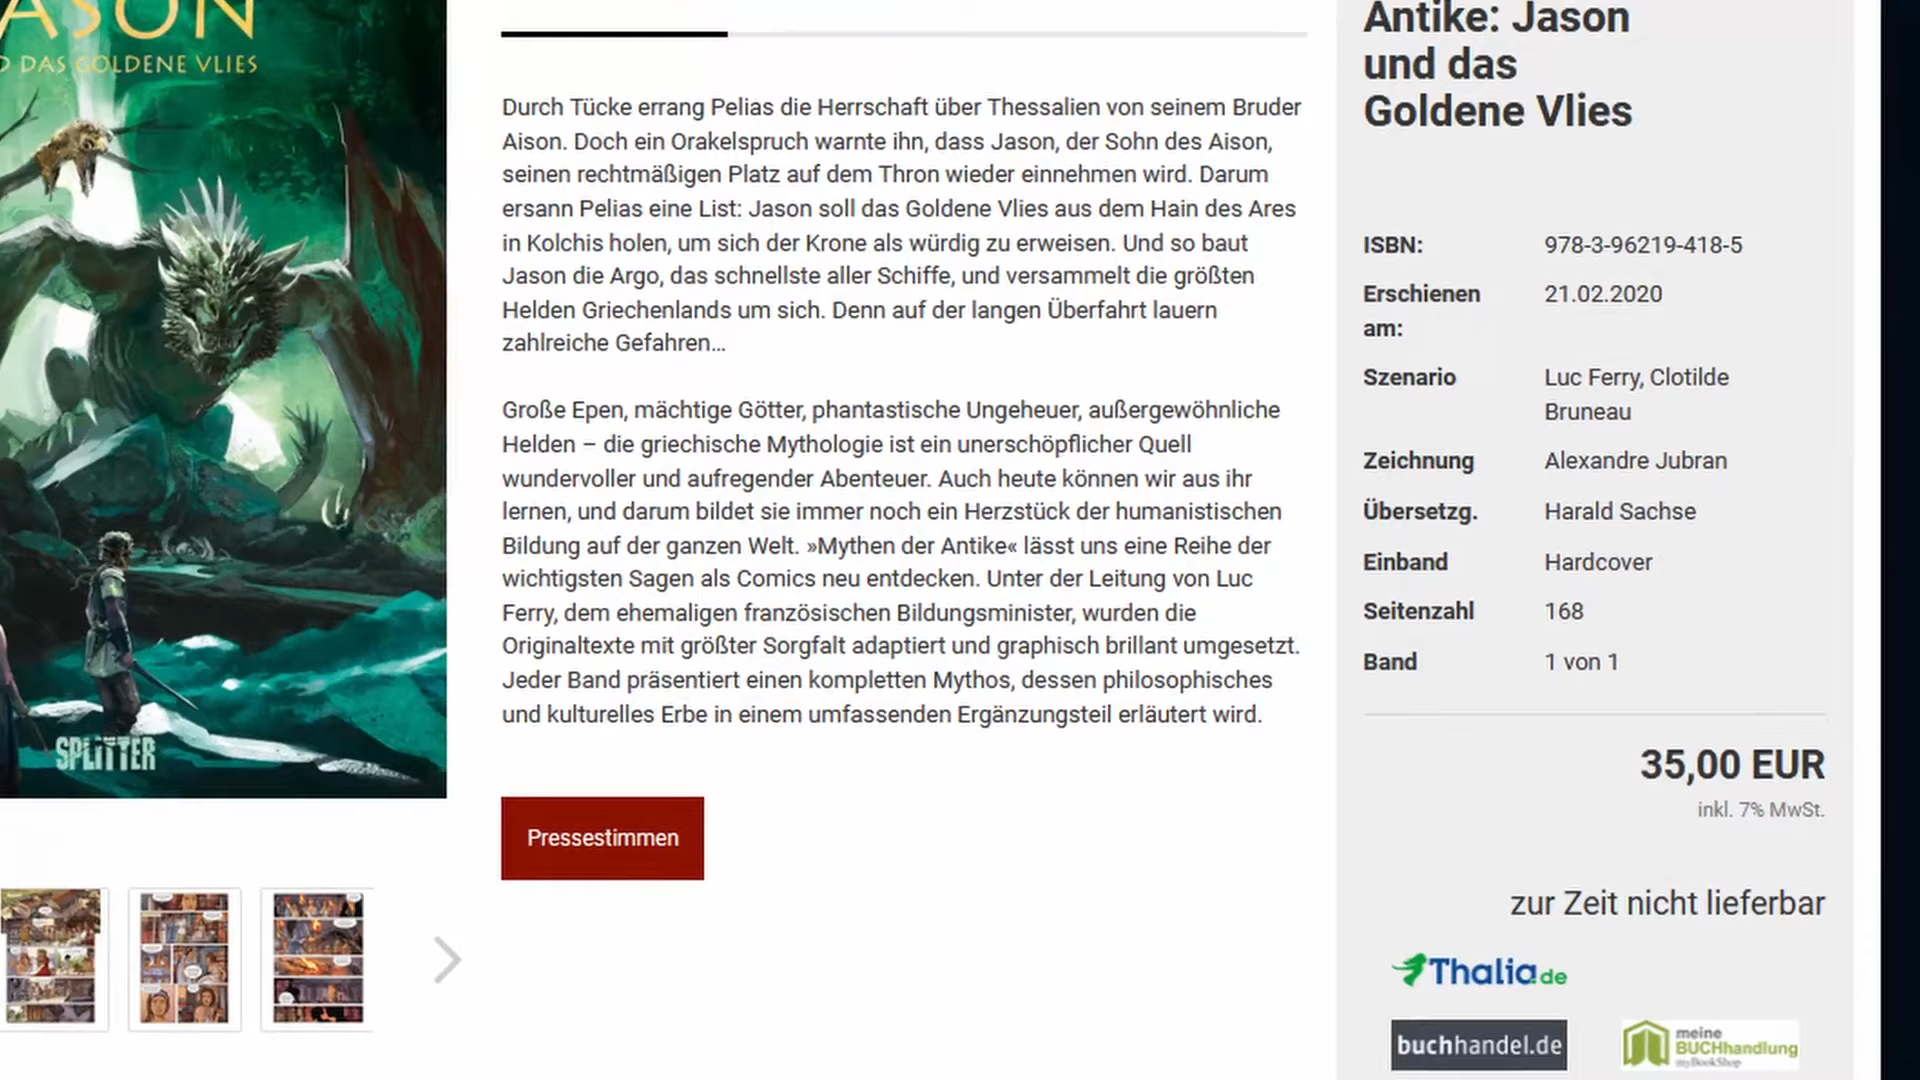 ASON
D DAS GOLDENE VLIES
SPLITTER
Durch Tücke errang Pelias die Herrschaft über Thessalien von seinem Bruder
Aison. Doch ein Orakelspruch warnte ihn, dass Jason, der Sohn des Aison,
seinen rechtmäßigen Platz auf dem Thron wieder einnehmen wird. Darum
ersann Pelias eine List: Jason soll das Goldene Vlies aus dem Hain des Ares
in Kolchis holen, um sich der Krone als würdig zu erweisen. Und so baut
Jason die Argo, das schnellste aller Schiffe, und versammelt die größten
Helden Griechenlands um sich. Denn auf der langen Überfahrt lauern
zahlreiche Gefahren…
Große Epen, mächtige Götter, phantastische Ungeheuer, außergewöhnliche
Helden – die griechische Mythologie ist ein unerschöpflicher Quell
wundervoller und aufregender Abenteuer. Auch heute können wir aus ihr
lernen, und darum bildet sie immer noch ein Herzstück der humanistischen
Bildung auf der ganzen Welt. »Mythen der Antike« lässt uns eine Reihe der
wichtigsten Sagen als Comics neu entdecken. Unter der Leitung von Luc
Ferry, dem ehemaligen französischen Bildungsminister, wurden die
Originaltexte mit größter Sorgfalt adaptiert und graphisch brillant umgesetzt.
Jeder Band präsentiert einen kompletten Mythos, dessen philosophisches
und kulturelles Erbe in einem umfassenden Ergänzungsteil erläutert wird.
Pressestimmen
Antike: Jason
und das
Goldene Vlies
ISBN: 978-3-96219-418-5
Erschienen 21.02.2020
am:
Szenario Luc Ferry, Clotilde
Bruneau
Zeichnung Alexandre Jubran
Übersetzg. Harald Sachse
Einband Hardcover
Seitenzahl 168
Band 1 von 1
35,00 EUR
inkl. 7% MwSt.
zur Zeit nicht lieferbar
Thalia.de
buchhandel.de
meine
BUCHhandlung
myBookShop